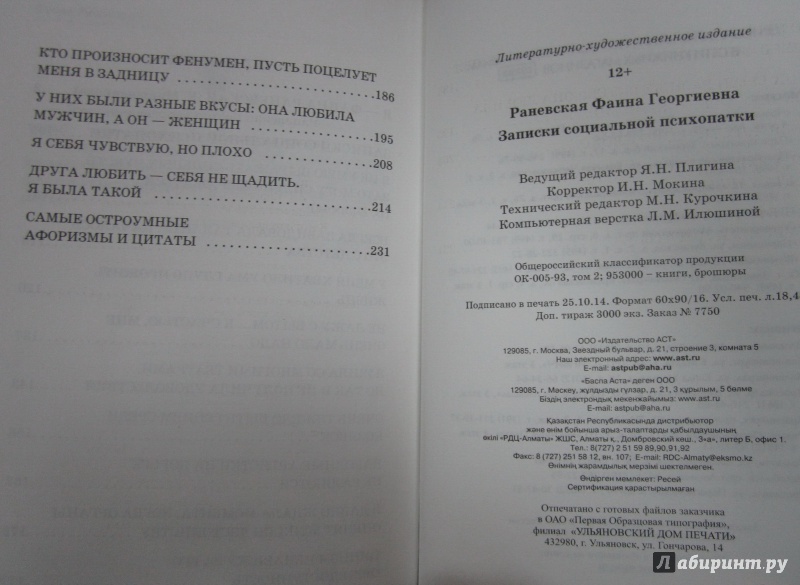 КТО ПРОИЗНОСИТ ФЕНУМЕН, ПУСТЬ ПОЦЕЛУЕТ
МЕНЯ В ЗАДНИЦУ 186
У НИХ БЫЛИ РАЗНЫЕ ВКУСЫ: ОНА ЛЮБИЛА
МУЖЧИН, А ОН — ЖЕНЩИН 195
Я СЕБЯ ЧУВСТВУЮ, НО ПЛОХО 208
ДРУГА ЛЮБИТЬ — СЕБЯ НЕ ЩАДИТЬ.
Я БЫЛА ТАКОЙ 214
САМЫЕ ОСТРОУМНЫЕ
АФОРИЗМЫ И ЦИТАТЫ 231
Литературно-художественное издание
12+
Раневская Фаина Георгиевна
Записки социальной психопатки
Ведущий редактор Я.Н. Плигина
Корректор И.Н. Мокина
Технический редактор М.Н. Курочкина
Компьютерная верстка Л.М. Илюшиной
Общероссийский классификатор продукции
ОК-005-93, том 2; 953000 – книги, брошюры
Подписано в печать 25.10.14. Формат 60х90/16. Усл. печ. л.18,4
Доп. тираж 3000 экз. Заказ № 7750
ООО «Издательство АСТ»
129085, г. Москва, Звездный бульвар, д. 21, строение 3, комната 5
Наш электронный адрес: www.ast.ru
E-mail: astpub@aha.ru
«Баспа Аста» деген ООО
129085, г. Мәскеу, жұлдызды гүлзар, д. 21, 3 құрылым, 5 бөлме
Біздің электрондық мекенжайымыз: www.ast.ru
E-mail: astpub@aha.ru
Қазақстан Республикасында дистрибьютор
және өнім бойынша арыз-талаптарды қабылдаушының
өкілі «РДЦ-Алматы» ЖШС, Алматы қ., Домбровский көш., 3«а», литер Б, офис 1.
Тел.: 8(727) 2 51 59 89,90,91,92
Факс: 8 (727) 251 58 12, вн. 107; E-mail: RDC-Almaty@eksmo.kz
Өнімнің жарамдылық мерзімі шектелмеген.
Өндірген мемлекет: Ресей
Сертификация қарастырылмаған
Отпечатано с готовых файлов заказчика
в ОАО «Первая Образцовая типография»,
филиал «УЛЬЯНОВСКИЙ ДОМ ПЕЧАТИ»
432980, г. Ульяновск, ул. Гончарова, 14
Лабиринт.ру